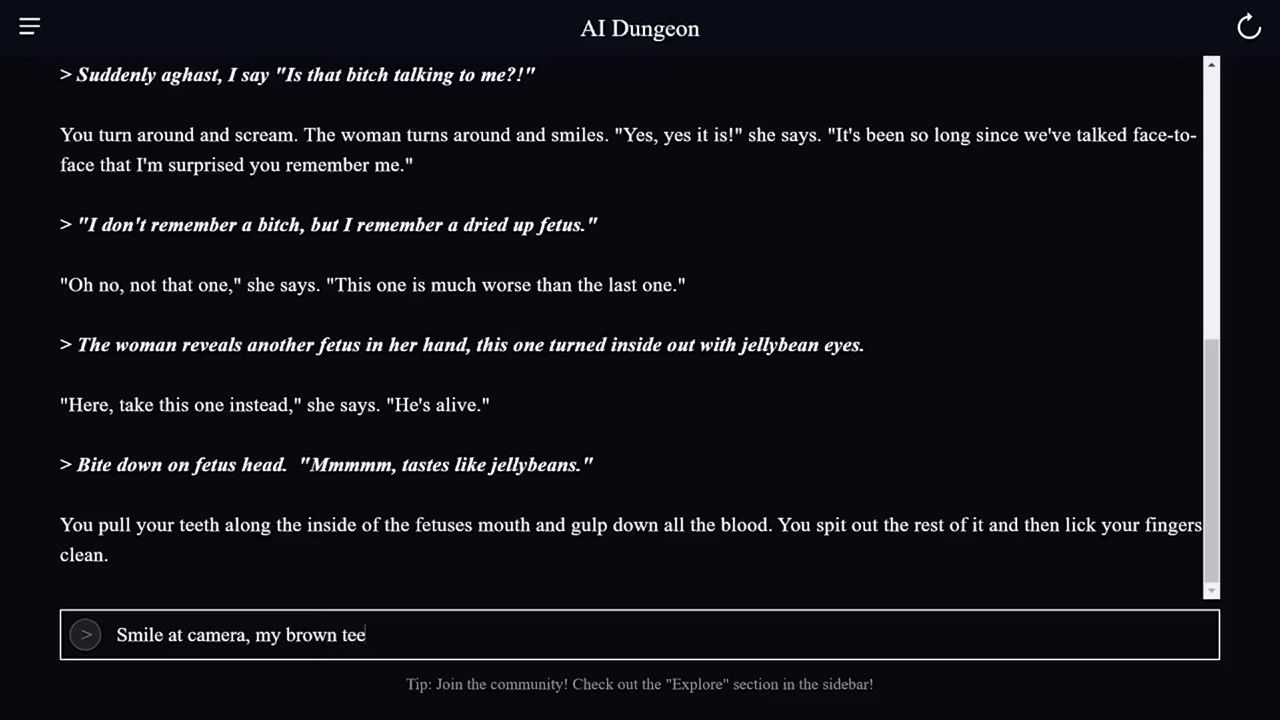 AI Dungeon
> Suddenly aghast, I say "Is that bitch talking to me?!"
You turn around and scream. The woman turns around and smiles. "Yes, yes it is!" she says. "It's been so long since we've talked face-to-
face that I'm surprised you remember me."
> "I don't remember a bitch, but I remember a dried up fetus."
"Oh no, not that one," she says. "This one is much worse than the last one."
> The woman reveals another fetus in her hand, this one turned inside out with jellybean eyes.
"Here, take this one instead," she says. "He's alive."
> Bite down on fetus head.  "Mmmmm, tastes like jellybeans."
You pull your teeth along the inside of the fetuses mouth and gulp down all the blood. You spit out the rest of it and then lick your fingers
clean.
> Smile at camera, my brown tee
Tip: Join the community! Check out the "Explore" section in the sidebar!